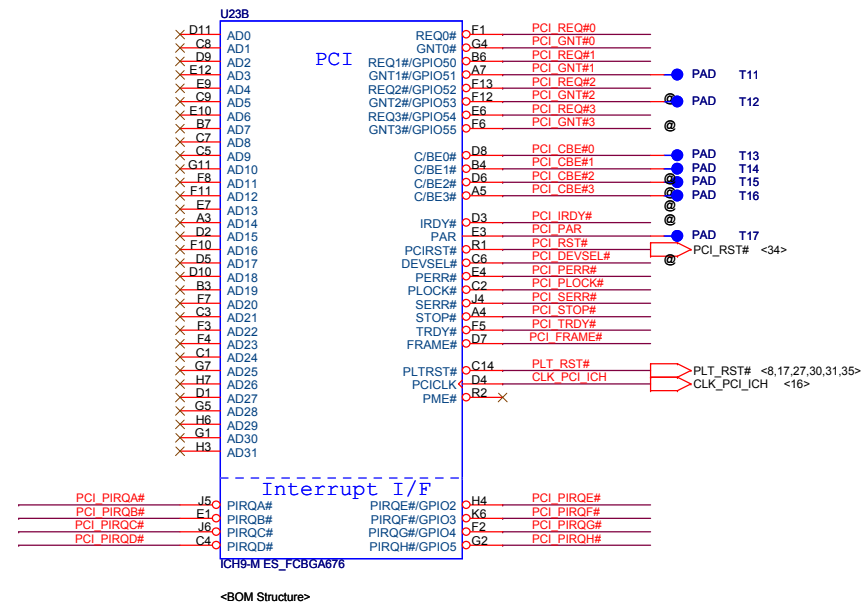 U23B
PCI
D11 AD0
C8 AD1
D9 AD2
E12 AD3
E9 AD4
C9 AD5
E10 AD6
B7 AD7
C7 AD8
C5 AD9
G11 AD10
F8 AD11
F11 AD12
E7 AD13
A3 AD14
D2 AD15
F10 AD16
D5 AD17
D10 AD18
B3 AD19
F7 AD20
C3 AD21
F3 AD22
F4 AD23
C1 AD24
G7 AD25
H7 AD26
D1 AD27
G5 AD28
H6 AD29
G1 AD30
H3 AD31
REQ0# F1 PCI_REQ#0
GNT0# G4 PCI_GNT#0
REQ1#/GPIO50 B6 PCI_REQ#1
GNT1#/GPIO51 A7 PCI_GNT#1 PAD T11
REQ2#/GPIO52 F13 PCI_REQ#2
GNT2#/GPIO53 F12 PCI_GNT#2 @ PAD T12
REQ3#/GPIO54 E6 PCI_REQ#3
GNT3#/GPIO55 F6 PCI_GNT#3 @
C/BE0# D8 PCI_CBE#0 PAD T13
C/BE1# B4 PCI_CBE#1 PAD T14
C/BE2# D6 PCI_CBE#2 @ PAD T15
C/BE3# A5 PCI_CBE#3 @ PAD T16
@
IRDY# D3 PCI_IRDY# @
PAR E3 PCI_PAR PAD T17
PCIRST# R1 PCI_RST# PCI_RST# <34>
DEVSEL# C6 PCI_DEVSEL# @
PERR# E4 PCI_PERR#
PLOCK# C2 PCI_PLOCK#
SERR# J4 PCI_SERR#
STOP# A4 PCI_STOP#
TRDY# F5 PCI_TRDY#
FRAME# D7 PCI_FRAME#
PLTRST# C14 PLT_RST# PLT_RST# <8,17,27,30,31,35>
PCICLK D4 CLK_PCI_ICH CLK_PCI_ICH <16>
PME# R2
Interrupt I/F
PCI_PIRQA# J5 PIRQA# PIRQE#/GPIO2 H4 PCI_PIRQE#
PCI_PIRQB# E1 PIRQB# PIRQF#/GPIO3 K6 PCI_PIRQF#
PCI_PIRQC# J6 PIRQC# PIRQG#/GPIO4 F2 PCI_PIRQG#
PCI_PIRQD# C4 PIRQD# PIRQH#/GPIO5 G2 PCI_PIRQH#
ICH9-M ES_FCBGA676
<BOM Structure>